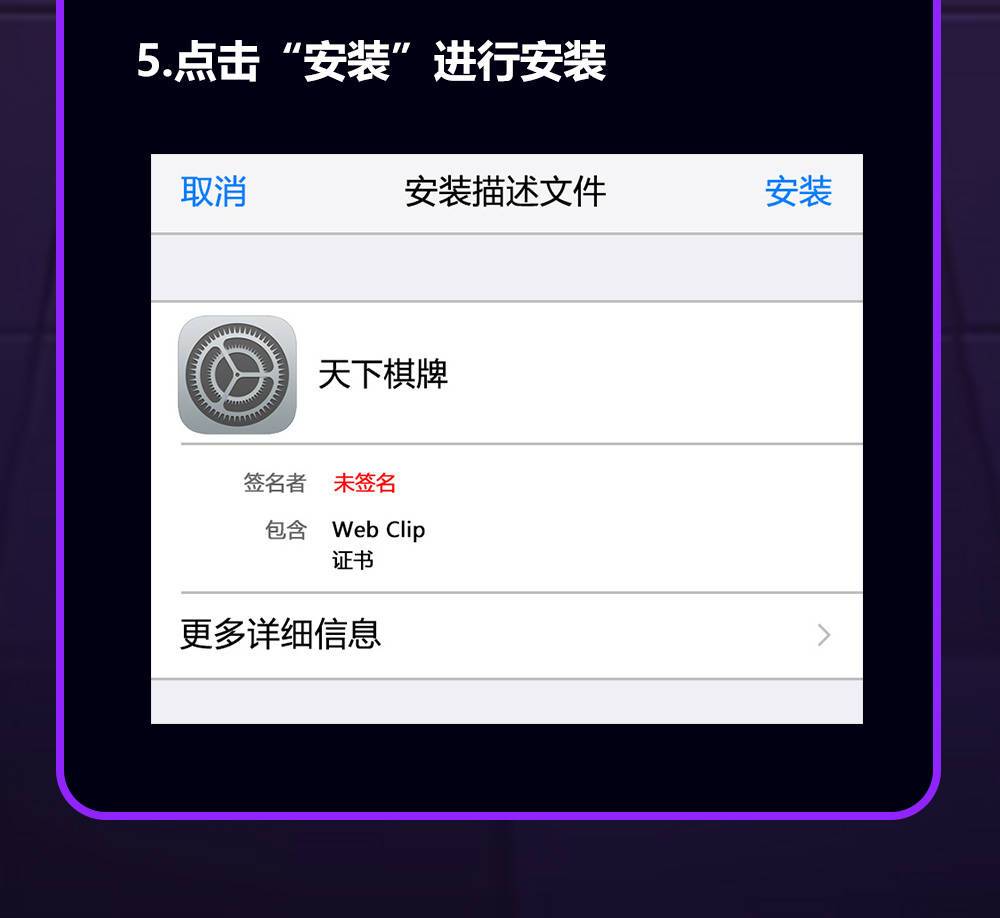 5.点击“安装”进行安装
取消 安装描述文件 安装
天下棋牌
签名者 未签名
包含 Web Clip
证书
更多详细信息